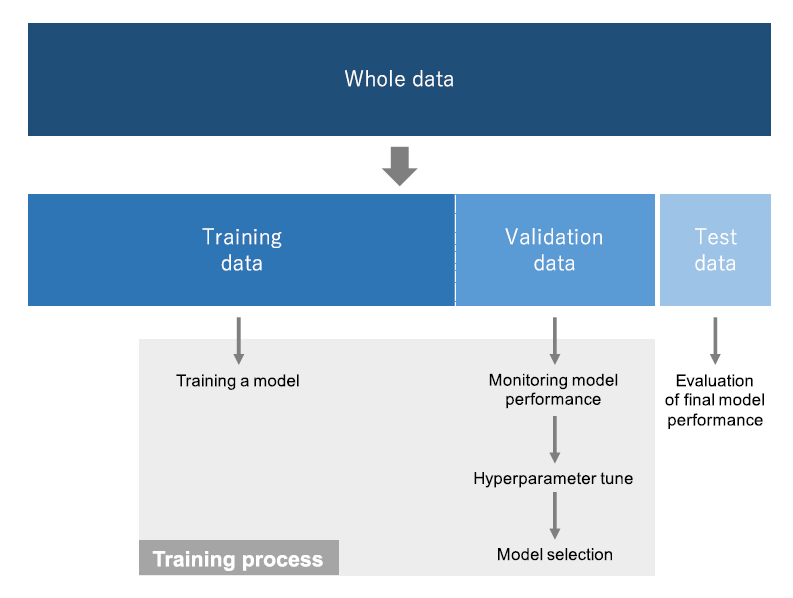 Whole data
Training
data
Validation
data
Test
data
Training a model
Monitoring model
performance
Evaluation
of final model
performance
Hyperparameter tune
Model selection
Training process